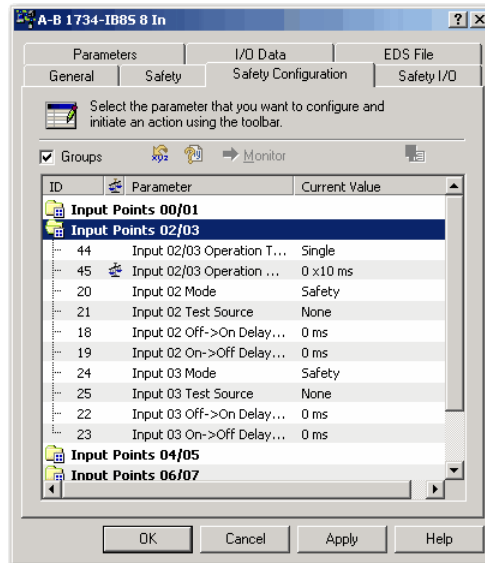 A-B 1734-IB8S 8 In
Parameters I/O Data EDS File
General Safety Safety Configuration Safety I/O
Select the parameter that you want to configure and
initiate an action using the toolbar.
Groups Monitor
ID Parameter Current Value
Input Points 00/01
Input Points 02/03
44 Input 02/03 Operation T... Single
45 Input 02/03 Operation ... 0 x10 ms
20 Input 02 Mode Safety
21 Input 02 Test Source None
18 Input 02 Off->On Delay... 0 ms
19 Input 02 On->Off Delay... 0 ms
24 Input 03 Mode Safety
25 Input 03 Test Source None
22 Input 03 Off->On Delay... 0 ms
23 Input 03 On->Off Delay... 0 ms
Input Points 04/05
Input Points 06/07
OK Cancel Apply Help